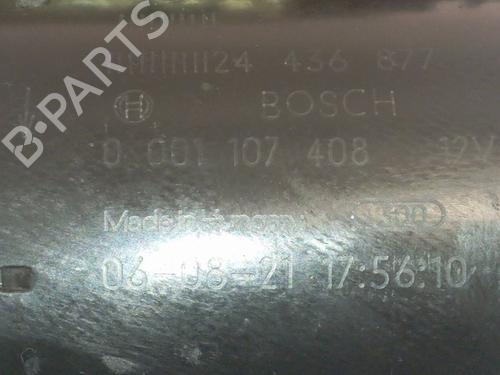 24 436 877
BOSCH
0 001 107 408 12V
Made in Germany
06-08-21 17:56:10
B-PARTS